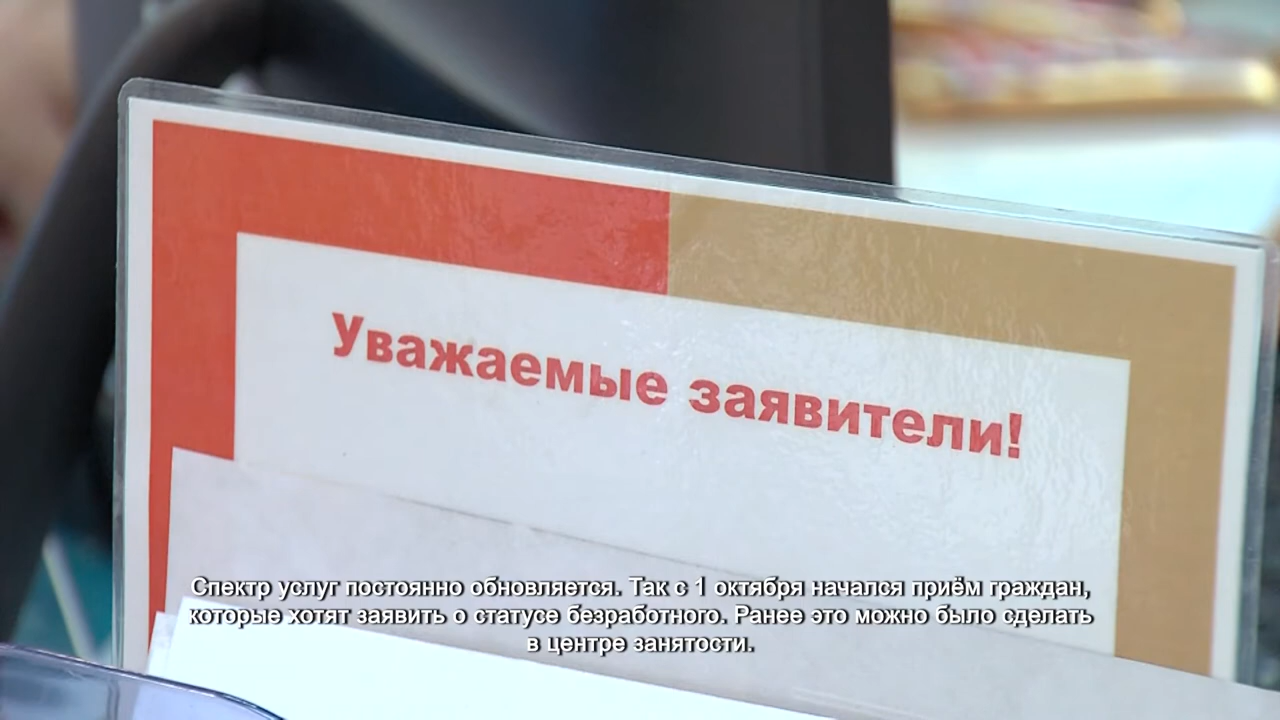 Уважаемые заявители!
Спектр услуг постоянно обновляется. Так с 1 октября начался приём граждан,
которые хотят заявить о статусе безработного. Ранее это можно было сделать
в центре занятости.